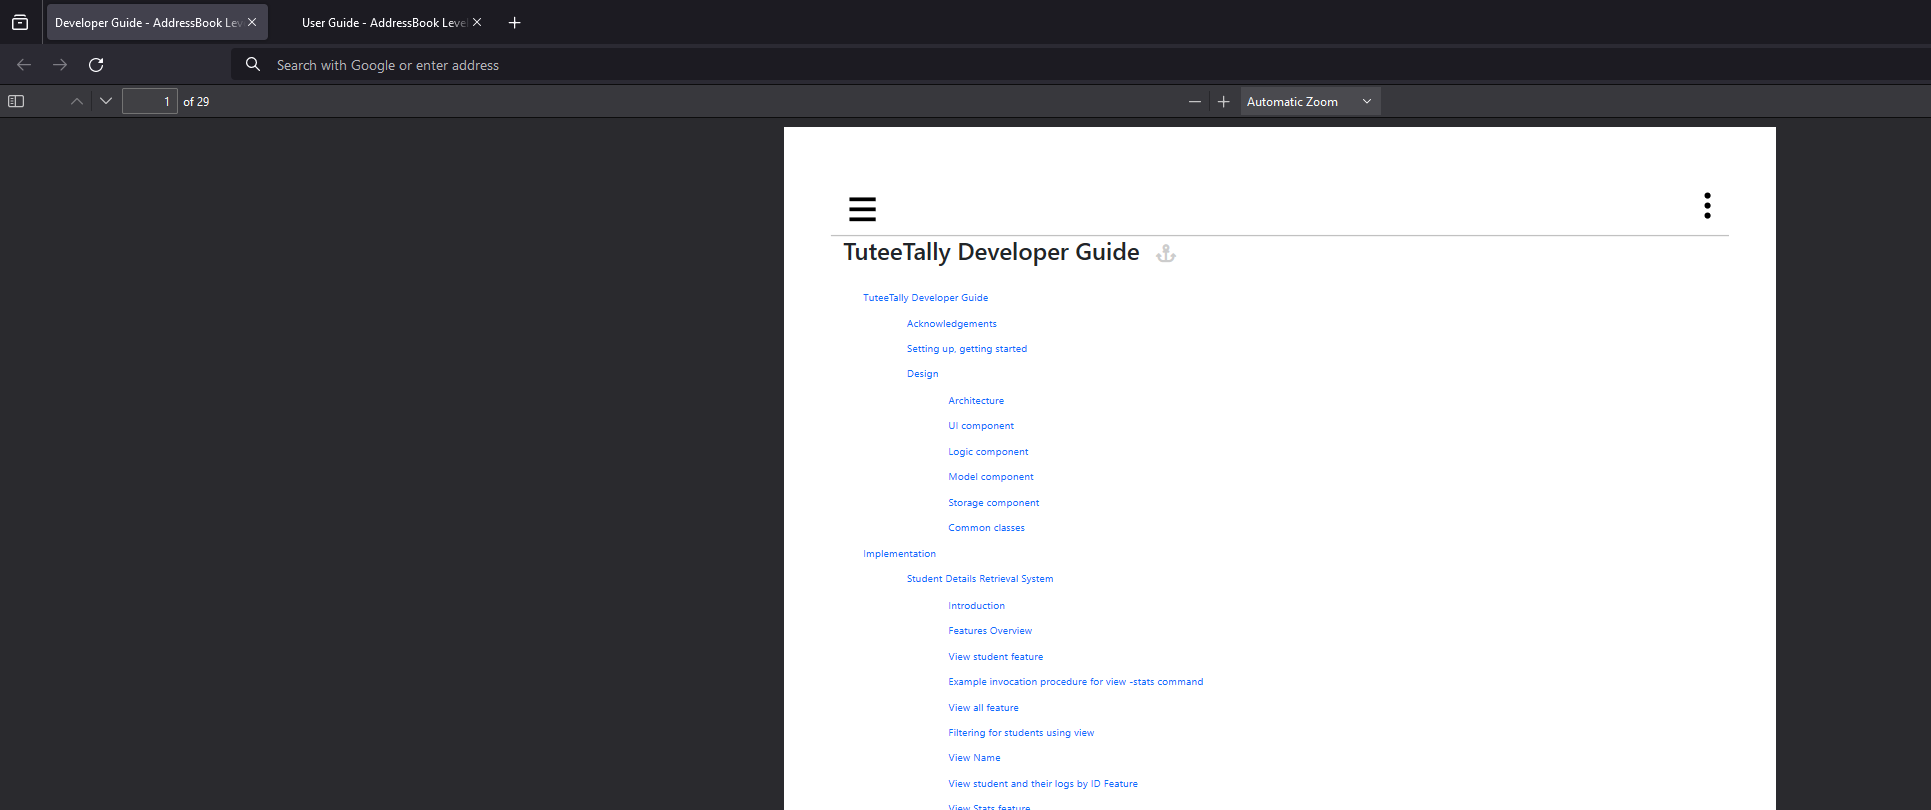 Developer Guide - AddressBook Lev
User Guide - AddressBook Level
Search with Google or enter address
1 of 29
Automatic Zoom
TuteeTally Developer Guide
TuteeTally Developer Guide
Acknowledgements
Setting up, getting started
Design
Architecture
UI component
Logic component
Model component
Storage component
Common classes
Implementation
Student Details Retrieval System
Introduction
Features Overview
View student feature
Example invocation procedure for view -stats command
View all feature
Filtering for students using view
View Name
View student and their logs by ID Feature
View Stats feature